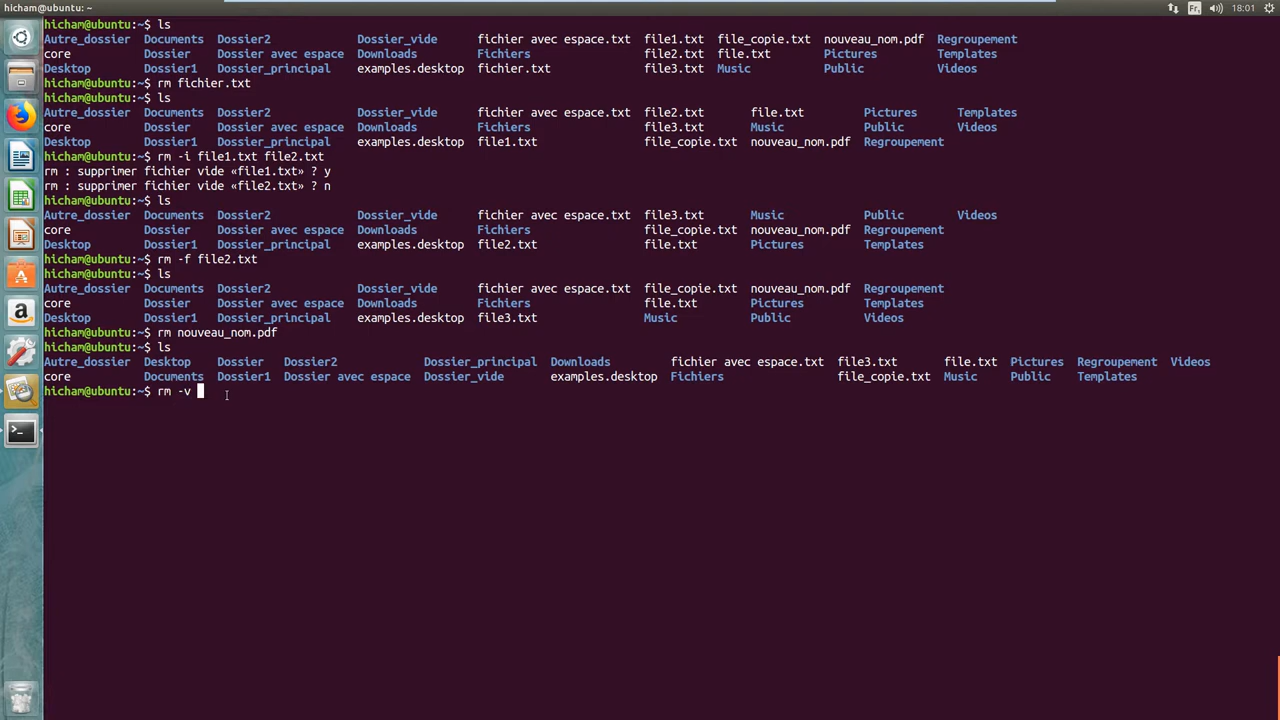 hicham@ubuntu: ~ Fr 18:01
hicham@ubuntu:~$ ls
Autre_dossier Documents Dossier2 Dossier_vide fichier avec espace.txt file1.txt file_copie.txt nouveau_nom.pdf Regroupement
core Dossier Dossier avec espace Downloads Fichiers file2.txt file.txt Pictures Templates
Desktop Dossier1 Dossier_principal examples.desktop fichier.txt file3.txt Music Public Videos
hicham@ubuntu:~$ rm fichier.txt
hicham@ubuntu:~$ ls
Autre_dossier Documents Dossier2 Dossier_vide fichier avec espace.txt file2.txt file.txt Pictures Templates
core Dossier Dossier avec espace Downloads Fichiers file3.txt Music Public Videos
Desktop Dossier1 Dossier_principal examples.desktop file1.txt file_copie.txt nouveau_nom.pdf Regroupement
hicham@ubuntu:~$ rm -i file1.txt file2.txt
rm : supprimer fichier vide «file1.txt» ? y
rm : supprimer fichier vide «file2.txt» ? n
hicham@ubuntu:~$ ls
Autre_dossier Documents Dossier2 Dossier_vide fichier avec espace.txt file3.txt Music Public Videos
core Dossier Dossier avec espace Downloads Fichiers file_copie.txt nouveau_nom.pdf Regroupement
Desktop Dossier1 Dossier_principal examples.desktop file2.txt file.txt Pictures Templates
hicham@ubuntu:~$ rm -f file2.txt
hicham@ubuntu:~$ ls
Autre_dossier Documents Dossier2 Dossier_vide fichier avec espace.txt file_copie.txt nouveau_nom.pdf Regroupement
core Dossier Dossier avec espace Downloads Fichiers file.txt Pictures Templates
Desktop Dossier1 Dossier_principal examples.desktop file3.txt Music Public Videos
hicham@ubuntu:~$ rm nouveau_nom.pdf
hicham@ubuntu:~$ ls
Autre_dossier Desktop Dossier Dossier2 Dossier_principal Downloads fichier avec espace.txt file3.txt file.txt Pictures Regroupement Videos
core Documents Dossier1 Dossier avec espace Dossier_vide examples.desktop Fichiers file_copie.txt Music Public Templates
hicham@ubuntu:~$ rm -v